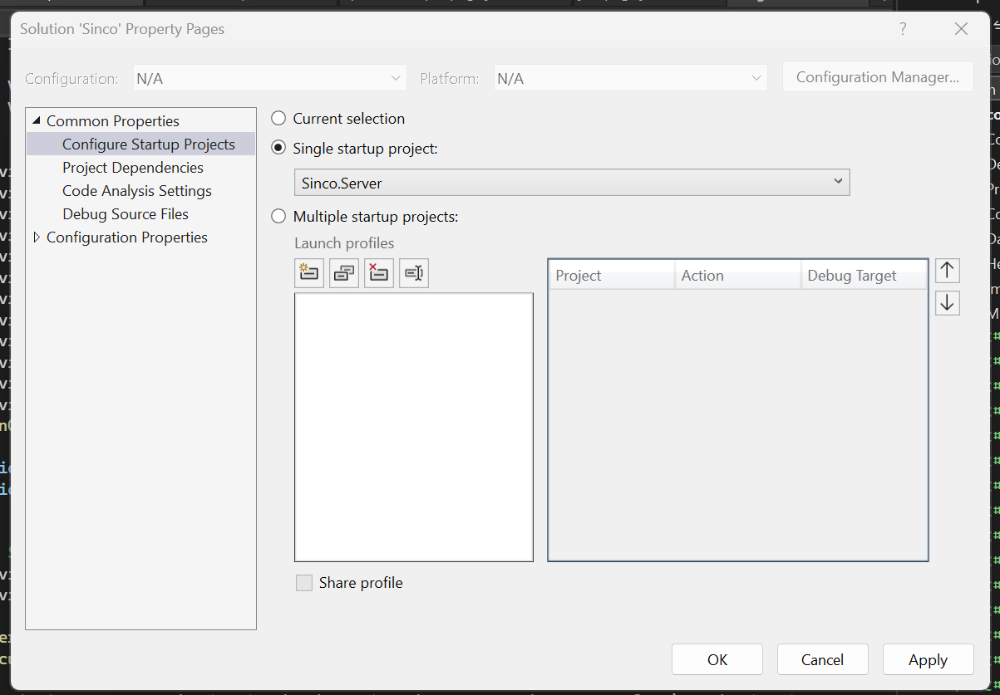 Solution 'Sinco' Property Pages
Configuration: N/A Platform: N/A Configuration Manager...
Common Properties
Configure Startup Projects
Project Dependencies
Code Analysis Settings
Debug Source Files
Configuration Properties
Current selection
Single startup project:
Sinco.Server
Multiple startup projects:
Launch profiles
Project Action Debug Target
Share profile
OK Cancel Apply